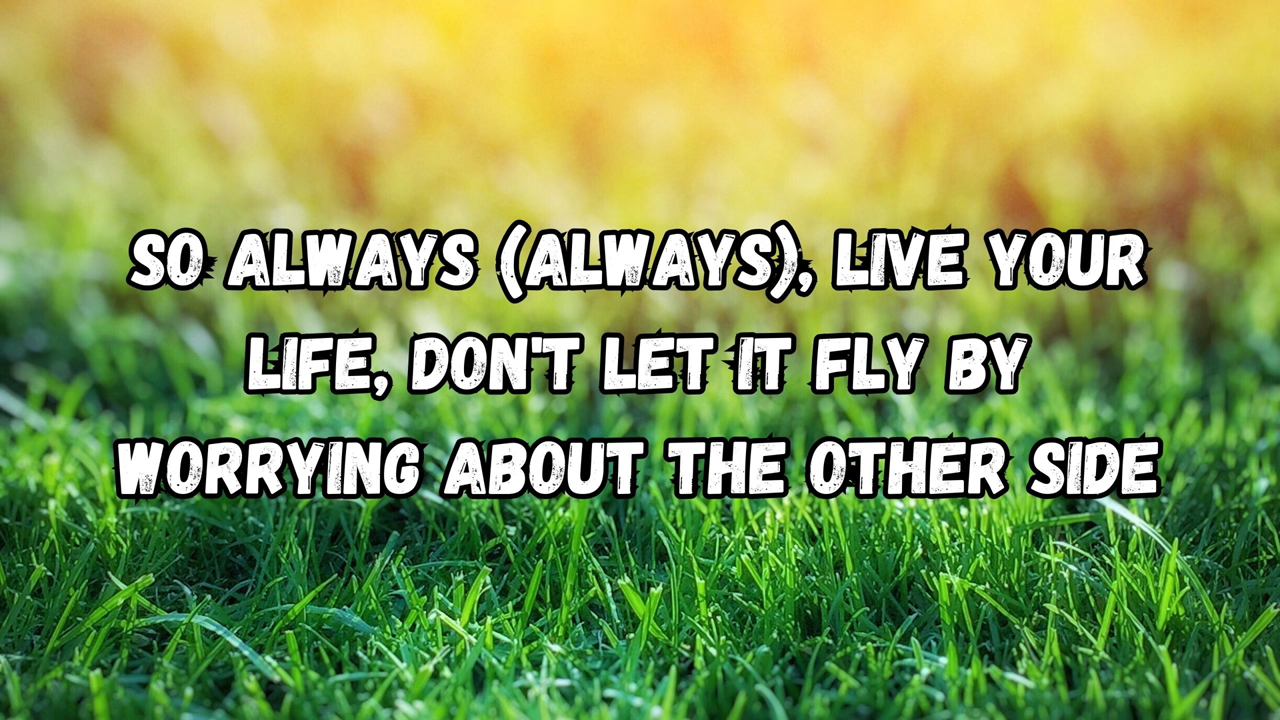 SO ALWAYS (ALWAYS), LIVE YOUR
LIFE, DON'T LET IT FLY BY
WORRYING ABOUT THE OTHER SIDE